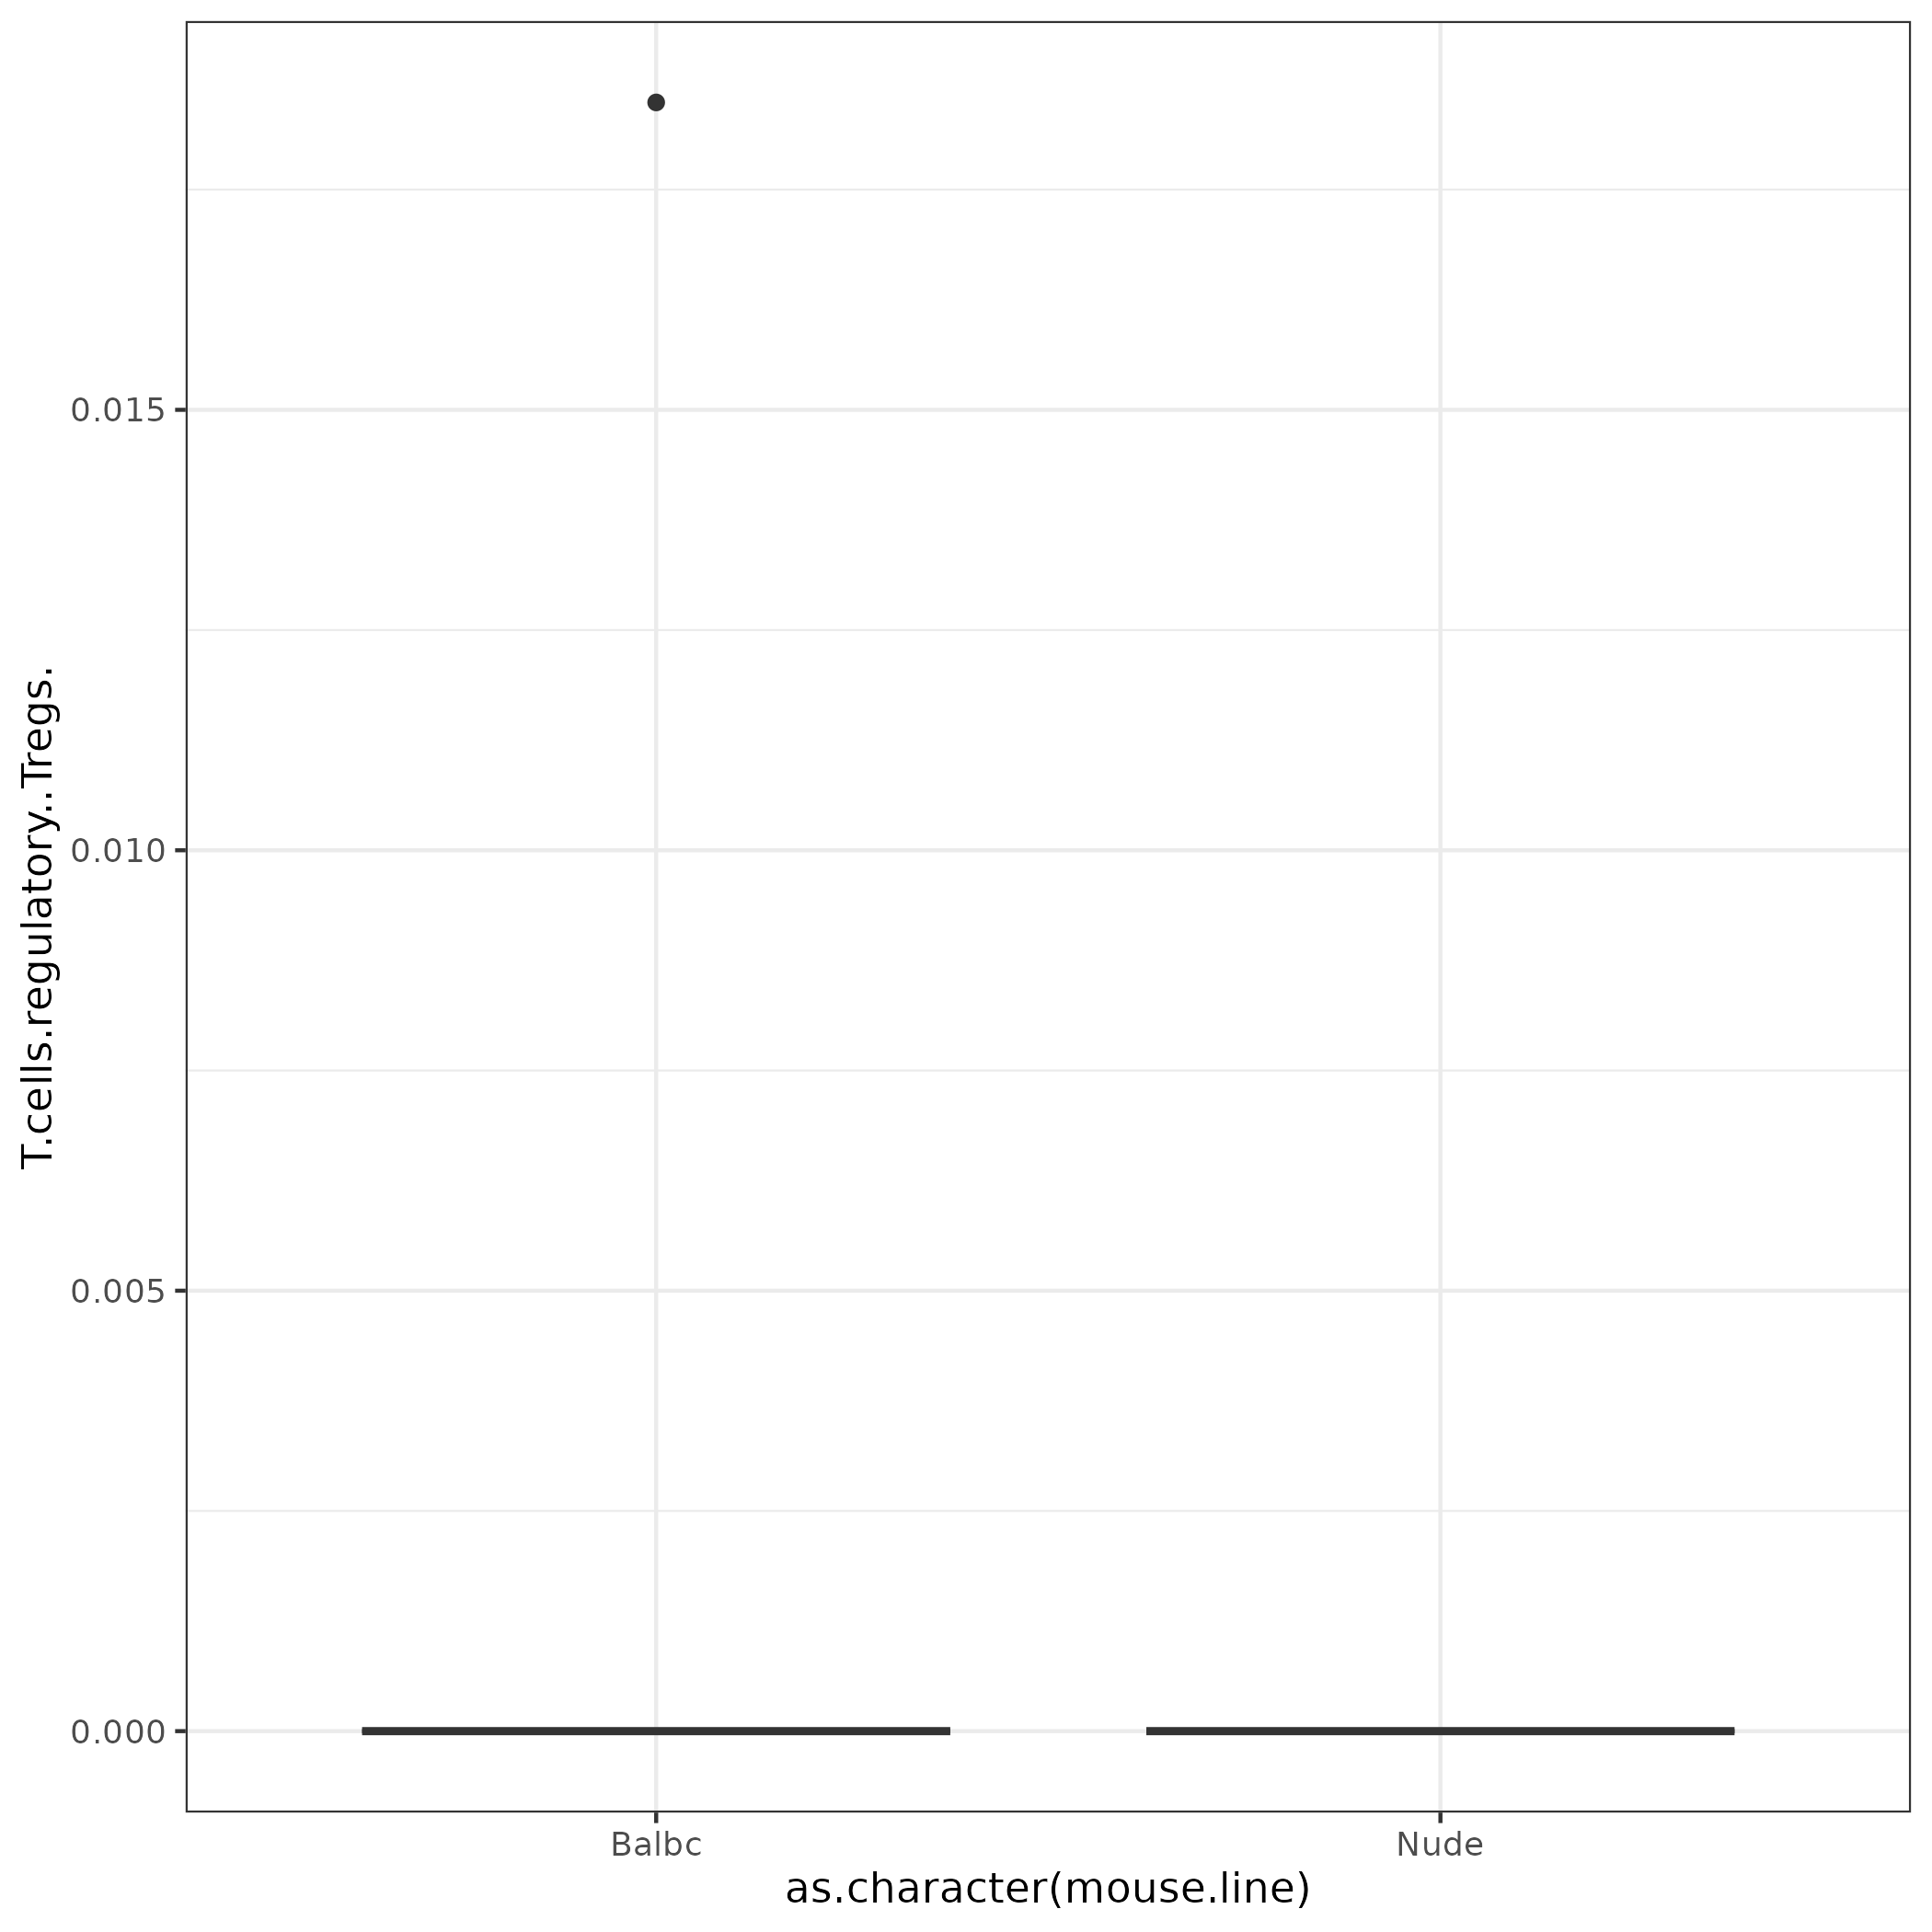 T.cells.regulatory..Tregs.
0.015
0.010
0.005
0.000
Balbc
Nude
as.character(mouse.line)